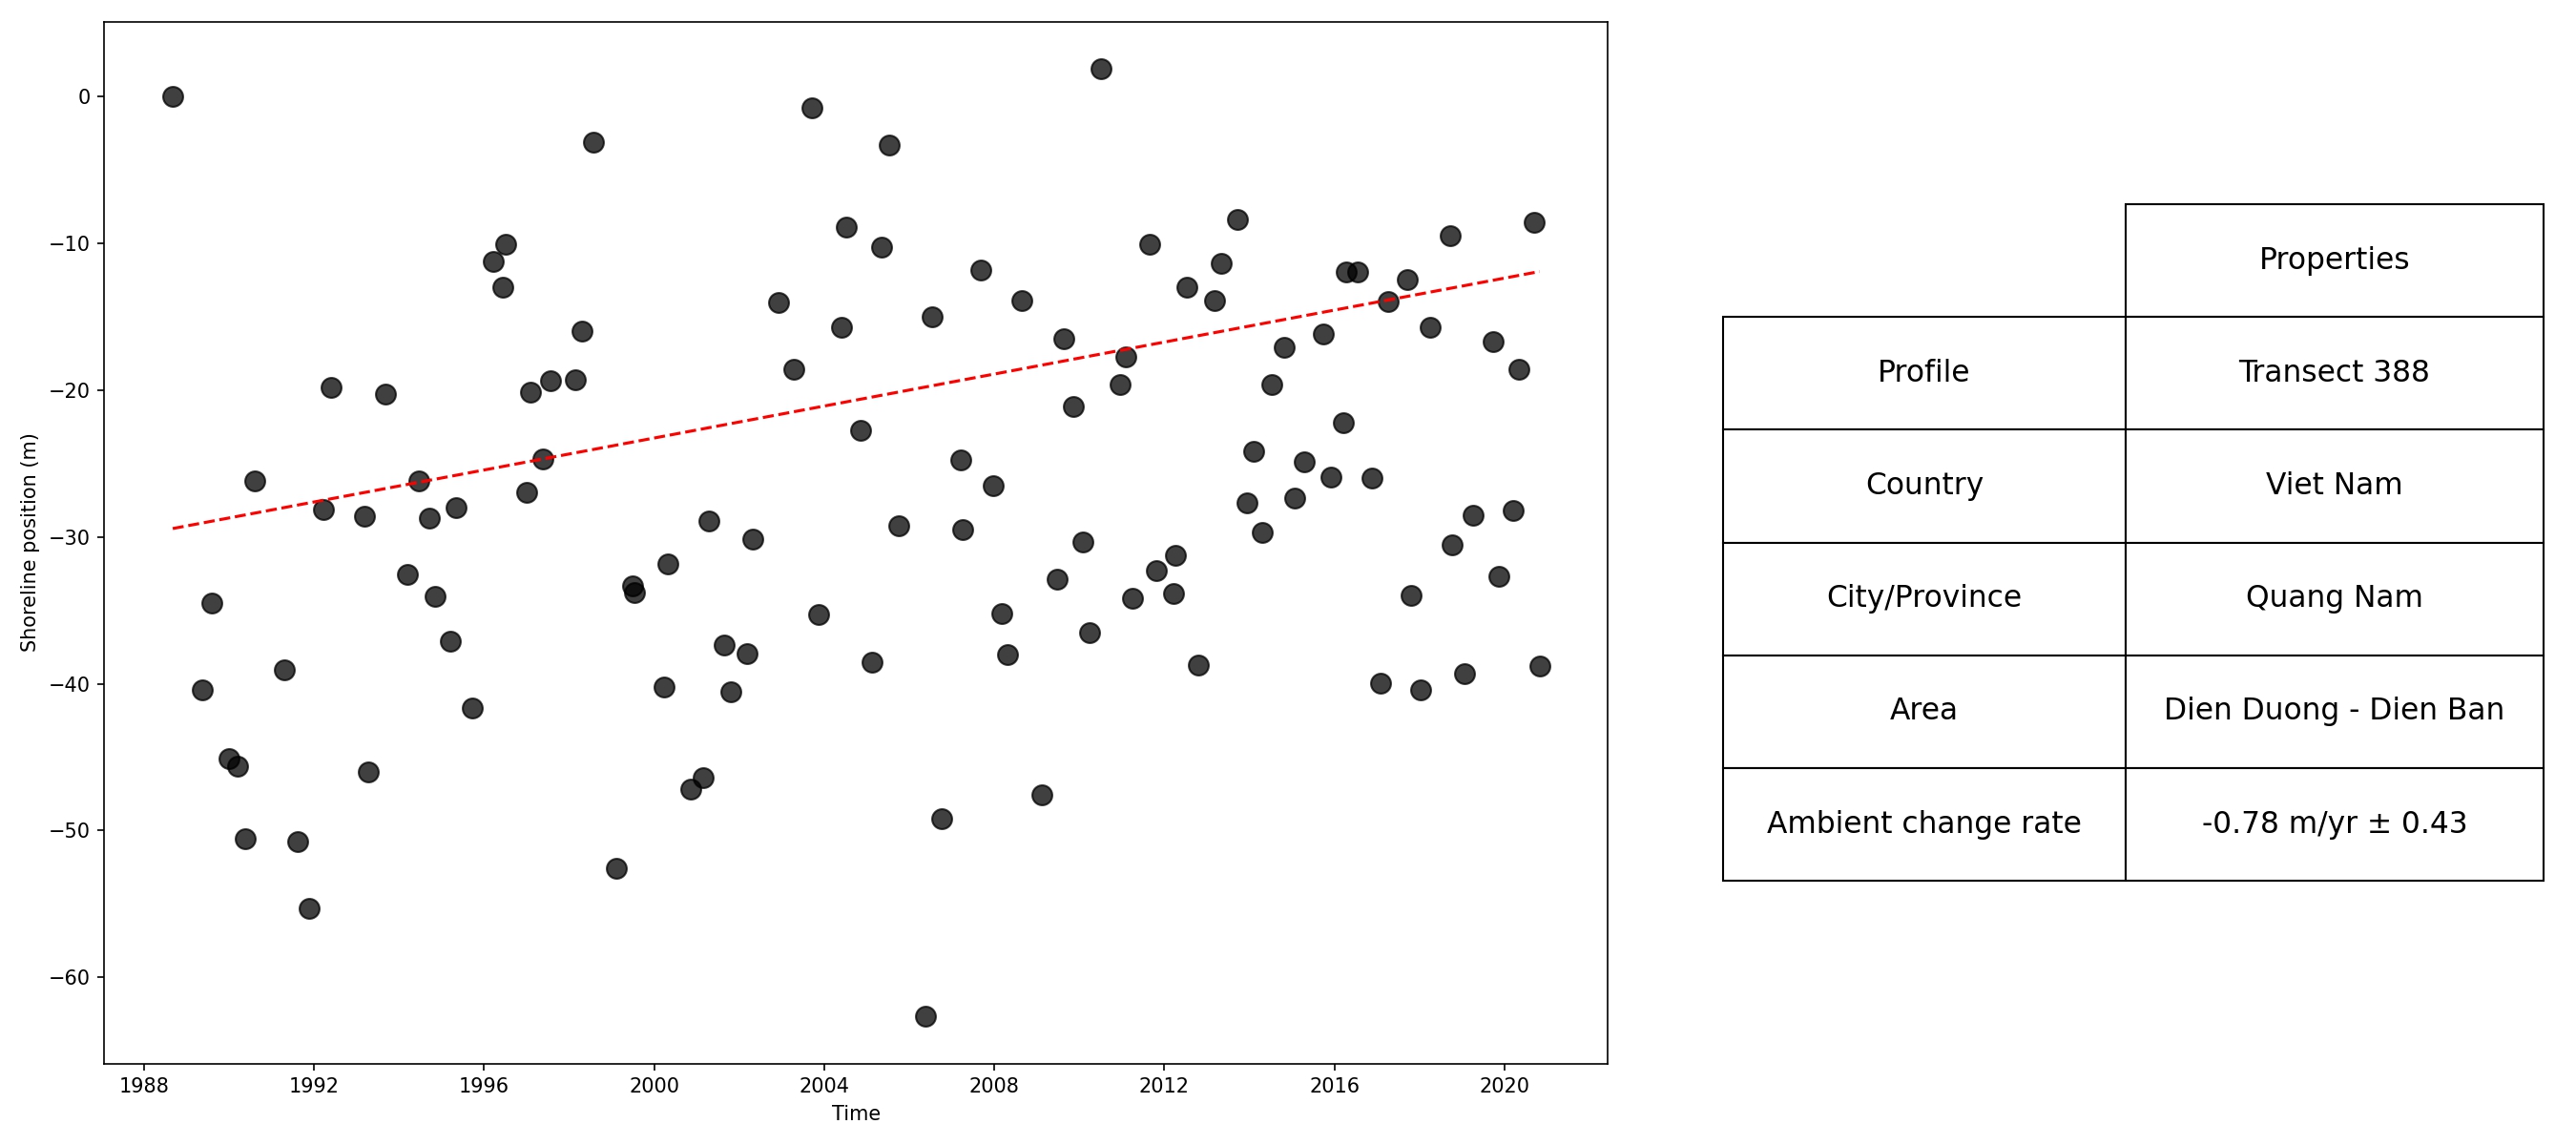 0
−10
−20
−30
−40
−50
−60
Shoreline position (m)
1988 1992 1996 2000 2004 2008 2012 2016 2020
Time
Properties
Profile Transect 388
Country Viet Nam
City/Province Quang Nam
Area Dien Duong - Dien Ban
Ambient change rate -0.78 m/yr ± 0.43